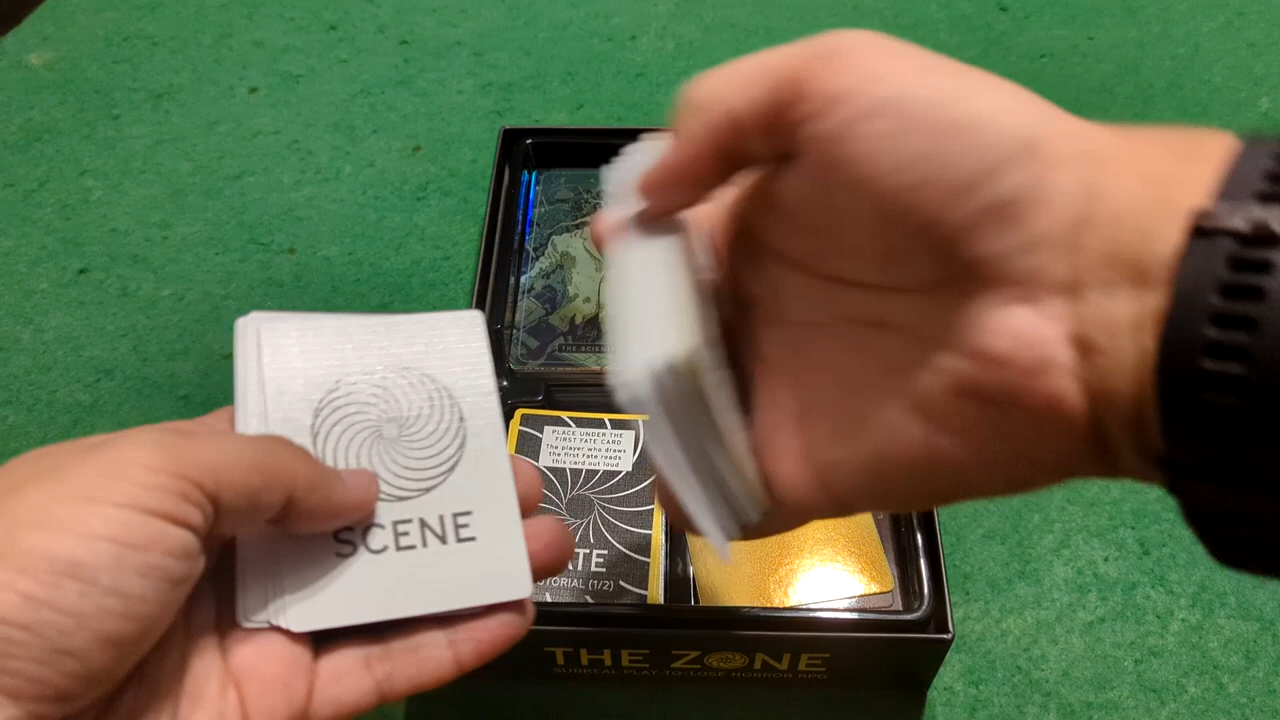 THE SCIENT
PLACE UNDER THE
FIRST FATE CARD
The player who draws
the first Fate reads
this card out loud
SCENE
ATE
UTORIAL (1/2)
THE ZONE
SURREAL PLAY-TO-LOSE HORROR RPG